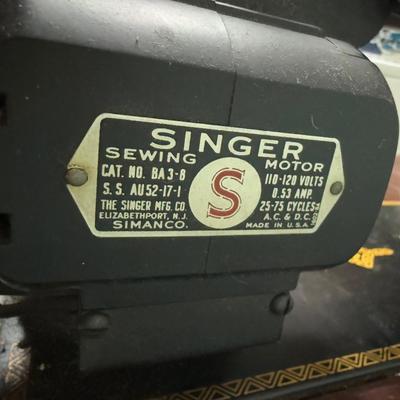 SINGER
SEWING MOTOR
CAT. NO. BA3-8 110-120 VOLTS
S.S. AU52-17-1 0.53 AMP.
THE SINGER MFG. CO. 25-75 CYCLES
ELIZABETHPORT, N.J. A.C. & D.C.
SIMANCO. MADE IN U.S.A.
S